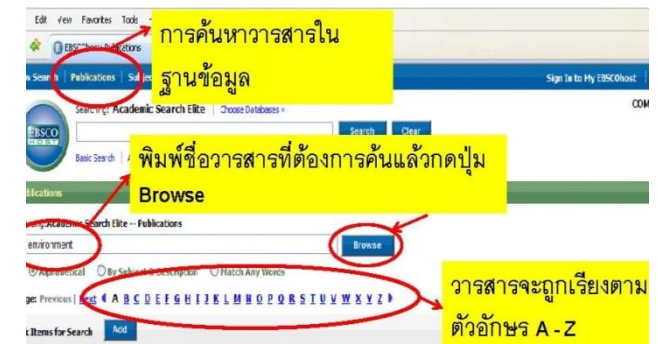 Edit View Favorites Tools
การค้นหาวารสารใน
ฐานข้อมูล
Publications
Sign In to My EBSCOhost
Academic Search Elite | Choose Databases »
EBSCO
HOST
Search Clear
Basic Search
พิมพ์ชื่อวารสารที่ต้องการค้นแล้วกดปุ่ม
Browse
Academic Search Elite -- Publications
environment
Browse
Alphabetical By Subject & Description Match Any Words
Previous | Next A B C D E F G H I J K L M N O P Q R S T U V W X Y Z
วารสารจะถูกเรียงตาม
ตัวอักษร A - Z
Items for Search Add